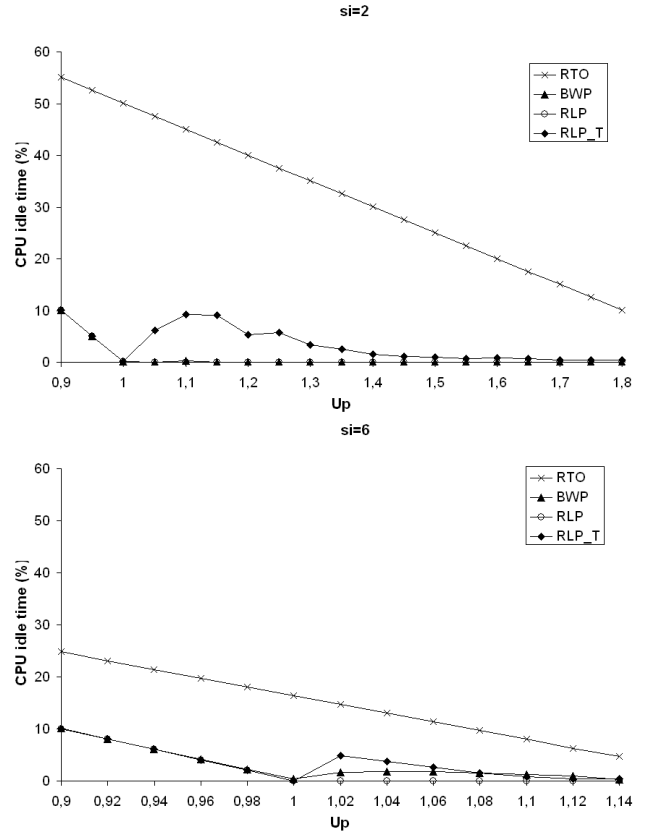 si=2
60
50
40
30
20
10
0
CPU idle time (%)
RTO
BWP
RLP
RLP_T
0,9 1 1,1 1,2 1,3 1,4 1,5 1,6 1,7 1,8
Up
si=6
60
50
40
30
20
10
0
CPU idle time (%)
RTO
BWP
RLP
RLP_T
0,9 0,92 0,94 0,96 0,98 1 1,02 1,04 1,06 1,08 1,1 1,12 1,14
Up